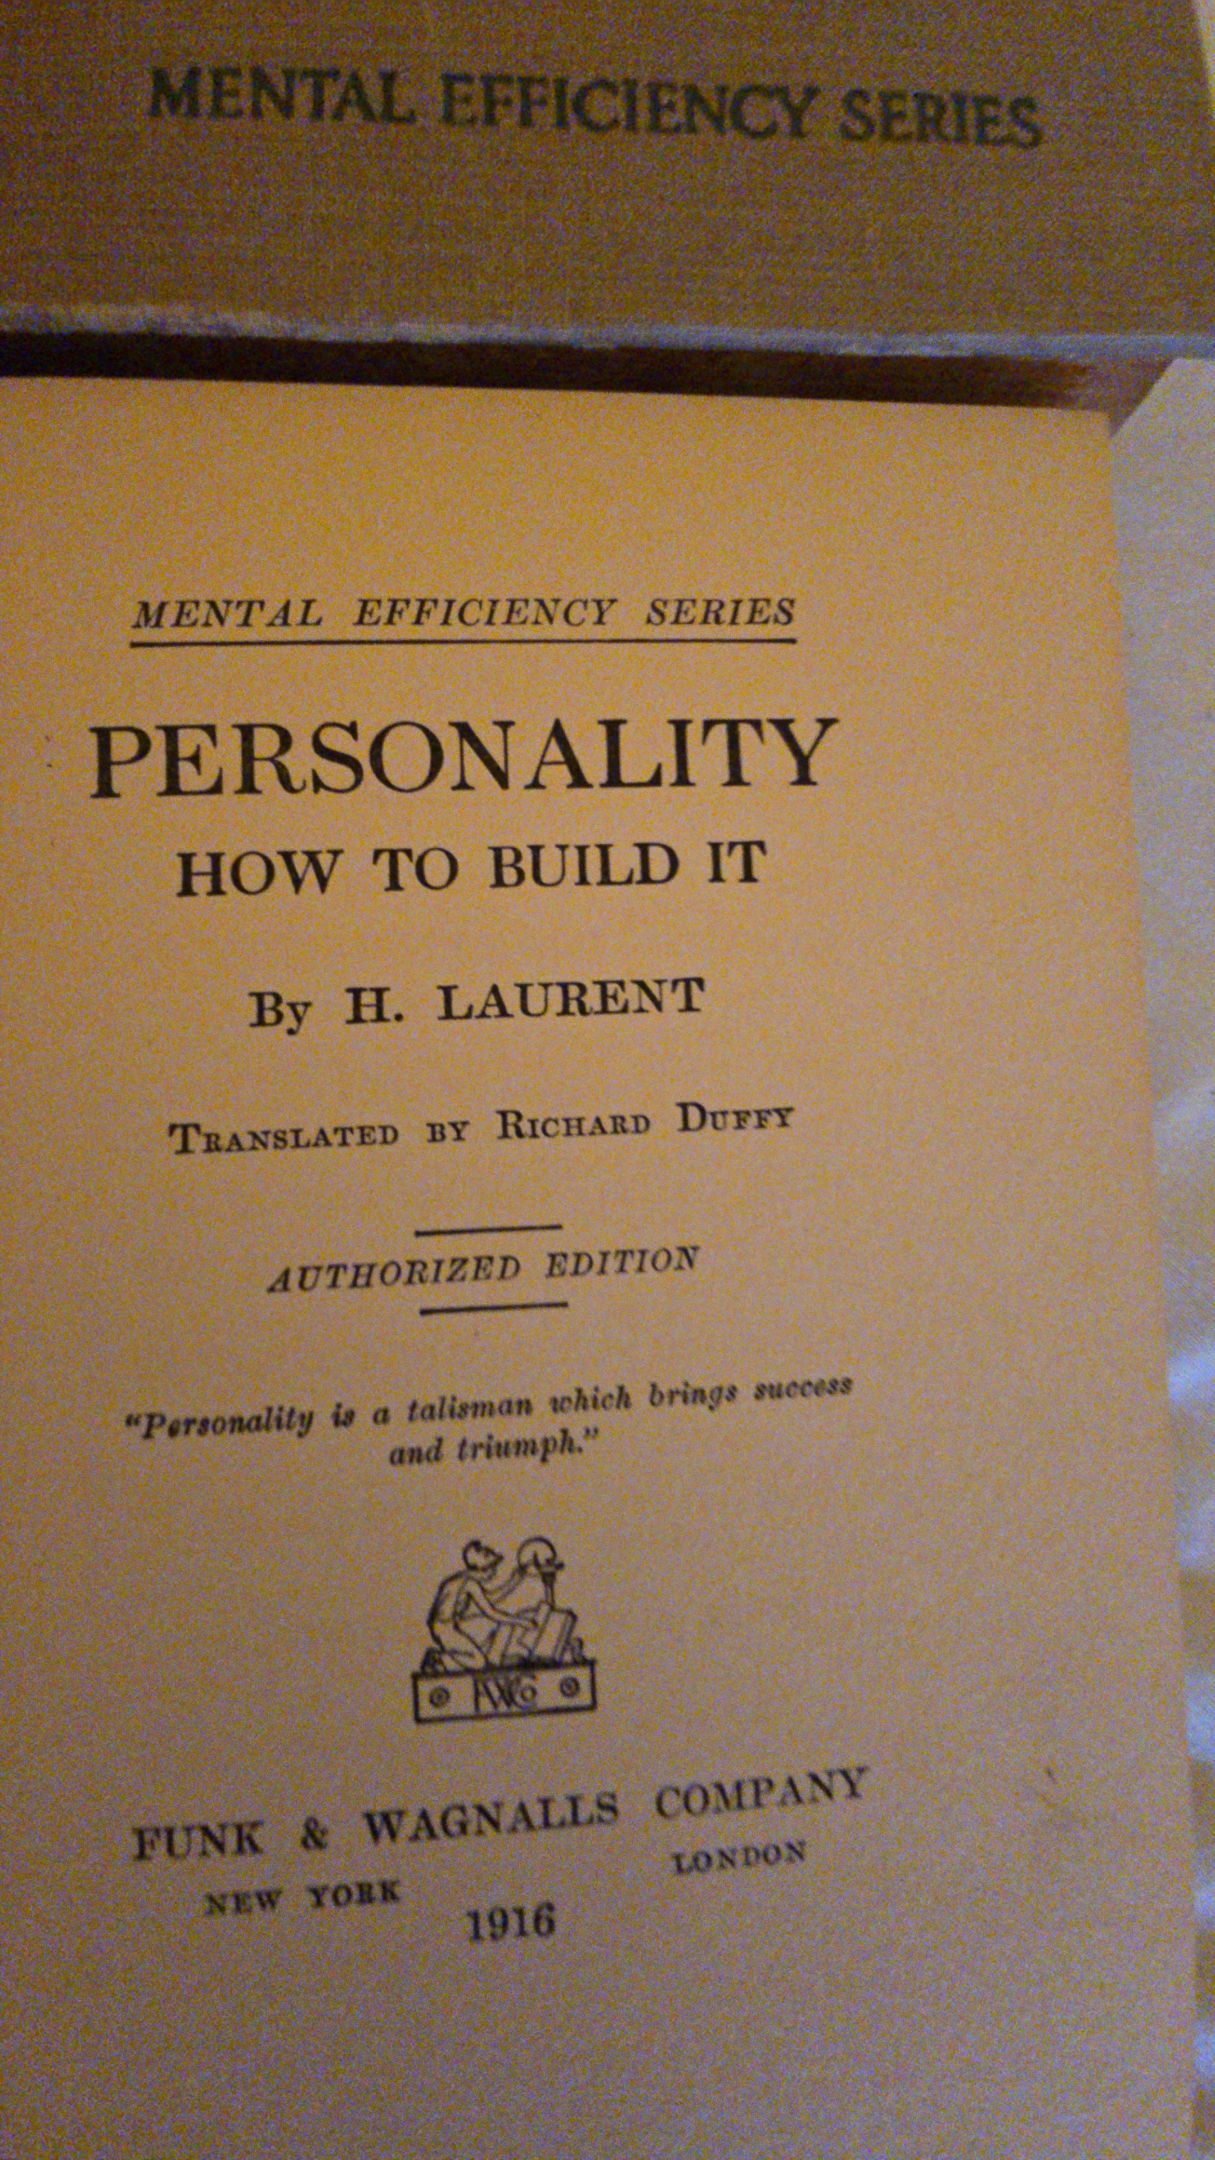 MENTAL EFFICIENCY SERIES
MENTAL EFFICIENCY SERIES
PERSONALITY
HOW TO BUILD IT
By H. LAURENT
TRANSLATED BY RICHARD DUFFY
AUTHORIZED EDITION
"Personality is a talisman which brings success
and triumph."
FWCo
FUNK & WAGNALLS COMPANY
NEW YORK LONDON
1916